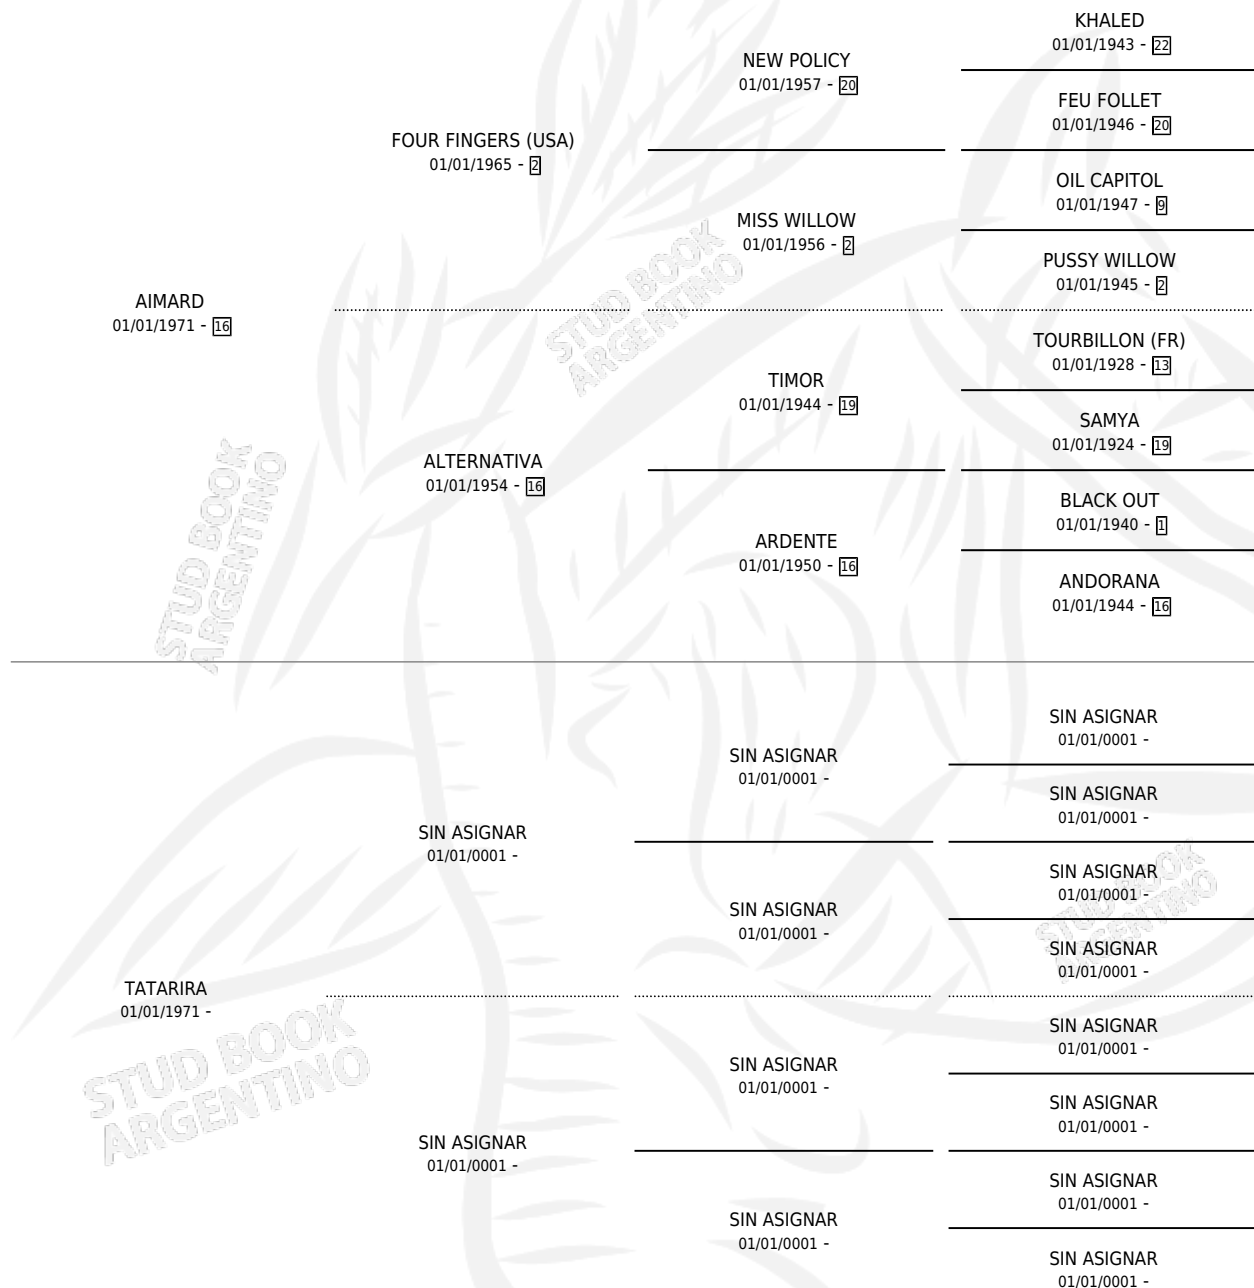 KHALED
01/01/1943 - 22
NEW POLICY
01/01/1957 - 20
FEU FOLLET
01/01/1946 - 20
FOUR FINGERS (USA)
01/01/1965 - 2
OIL CAPITOL
01/01/1947 - 9
MISS WILLOW
01/01/1956 - 2
PUSSY WILLOW
01/01/1945 - 2
AIMARD
01/01/1971 - 16
STUD BOOK
ARGENTINO
TOURBILLON (FR)
01/01/1928 - 13
TIMOR
01/01/1944 - 19
SAMYA
01/01/1924 - 19
ALTERNATIVA
01/01/1954 - 16
BLACK OUT
01/01/1940 - 1
ARDENTE
01/01/1950 - 16
ANDORANA
01/01/1944 - 16
STUD BOOK
ARGENTINO
SIN ASIGNAR
01/01/0001 -
SIN ASIGNAR
01/01/0001 -
SIN ASIGNAR
01/01/0001 -
SIN ASIGNAR
01/01/0001 -
SIN ASIGNAR
01/01/0001 -
SIN ASIGNAR
01/01/0001 -
SIN ASIGNAR
01/01/0001 -
STUD BOOK
ARGENTINO
TATARIRA
01/01/1971 -
SIN ASIGNAR
01/01/0001 -
SIN ASIGNAR
01/01/0001 -
SIN ASIGNAR
01/01/0001 -
SIN ASIGNAR
01/01/0001 -
SIN ASIGNAR
01/01/0001 -
SIN ASIGNAR
01/01/0001 -
SIN ASIGNAR
01/01/0001 -
STUD BOOK
ARGENTINO